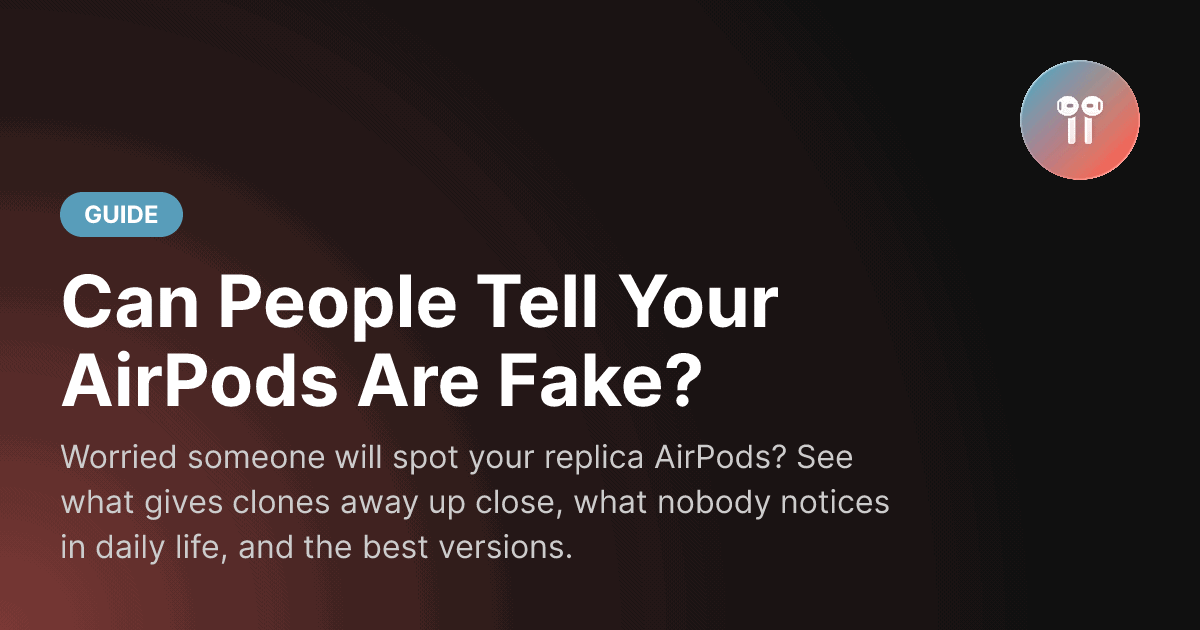 GUIDE
Can People Tell Your
AirPods Are Fake?
Worried someone will spot your replica AirPods? See
what gives clones away up close, what nobody notices
in daily life, and the best versions.